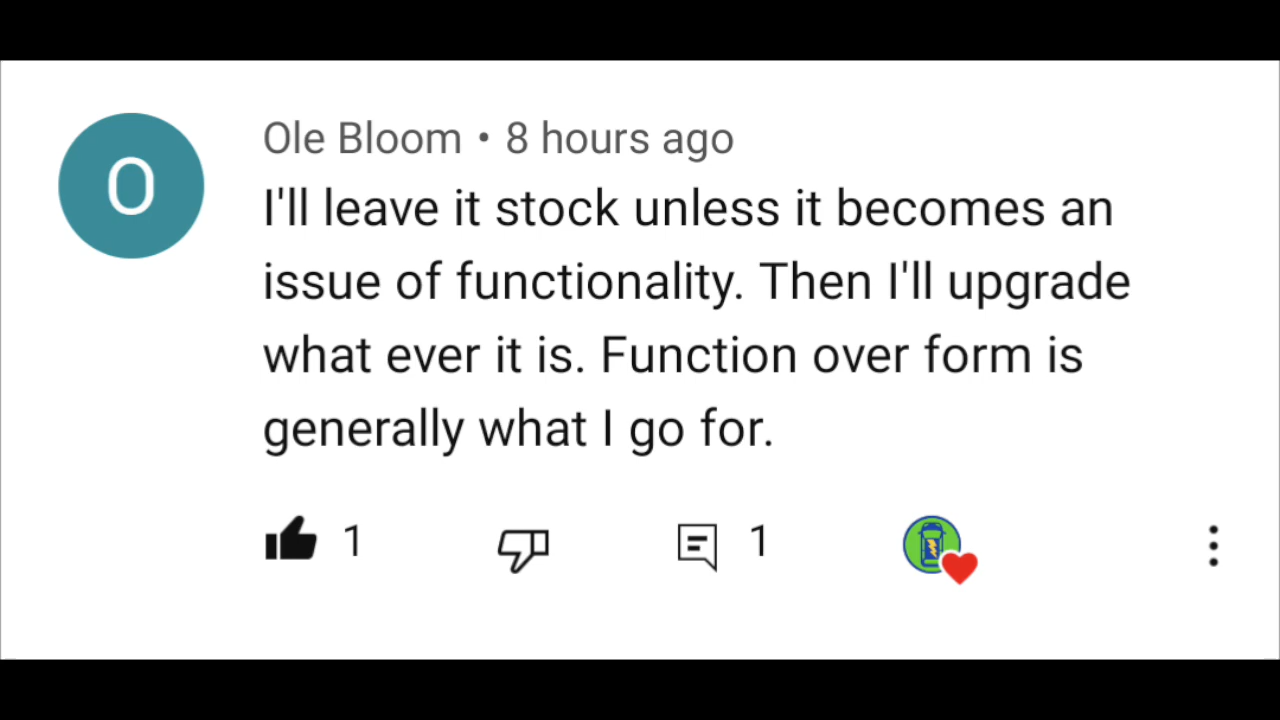 O
Ole Bloom • 8 hours ago
I'll leave it stock unless it becomes an
issue of functionality. Then I'll upgrade
what ever it is. Function over form is
generally what I go for.
1 1